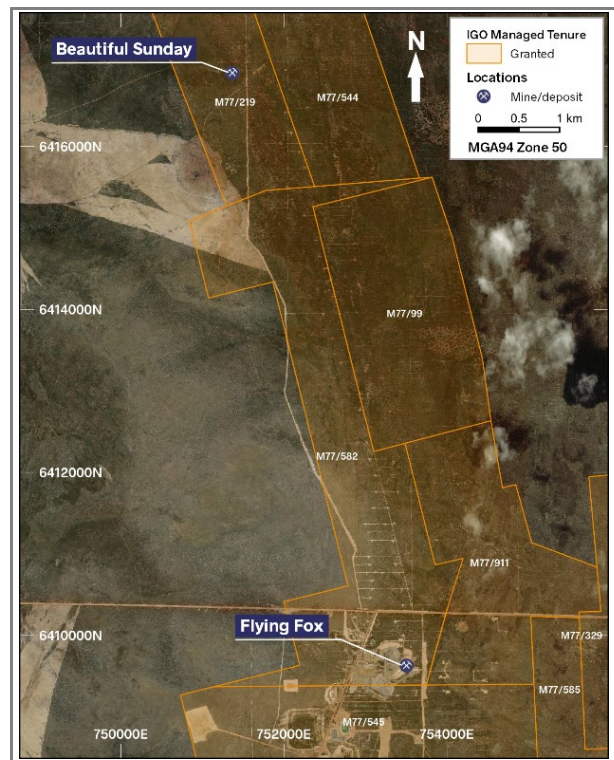 Beautiful Sunday
N
IGO Managed Tenure
Granted
Locations
Mine/deposit
0 0.5 1 km
MGA94 Zone 50
M77/219
M77/544
6416000N
6414000N
M77/99
6412000N
M77/582
M77/911
6410000N
Flying Fox
M77/329
M77/585
M77/545
750000E
752000E
754000E